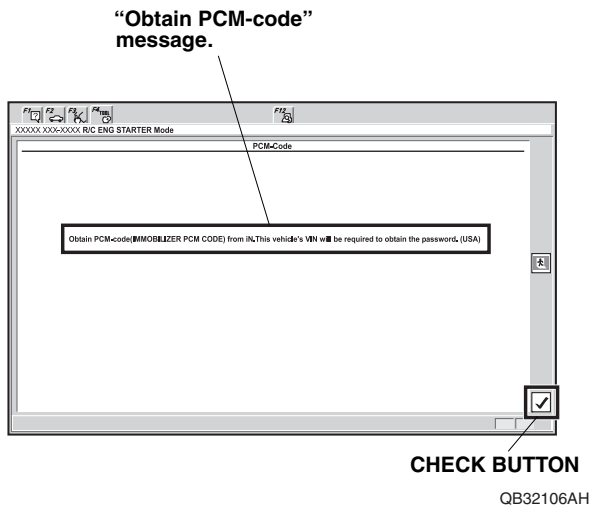 “Obtain PCM-code”
message.
F1 F2 F3 F4 TOOL F12
XXXXX XXX-XXXX R/C ENG STARTER Mode
PCM-Code
Obtain PCM-code(IMMOBILIZER PCM CODE) from iN.This vehicle's VIN will be required to obtain the password. (USA)
CHECK BUTTON
QB32106AH